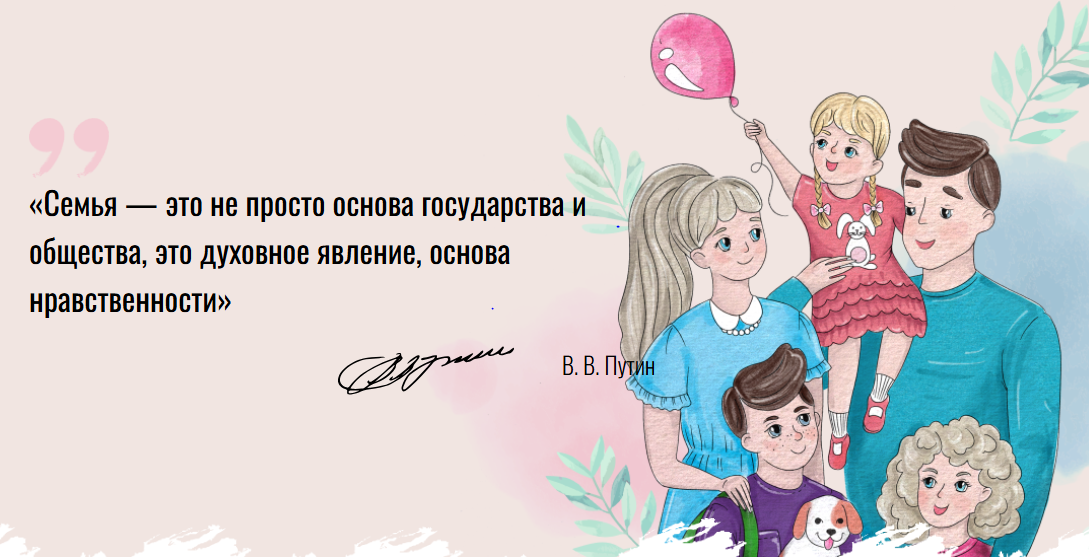 «Семья — это не просто основа государства и
общества, это духовное явление, основа
нравственности»
В. В. Путин